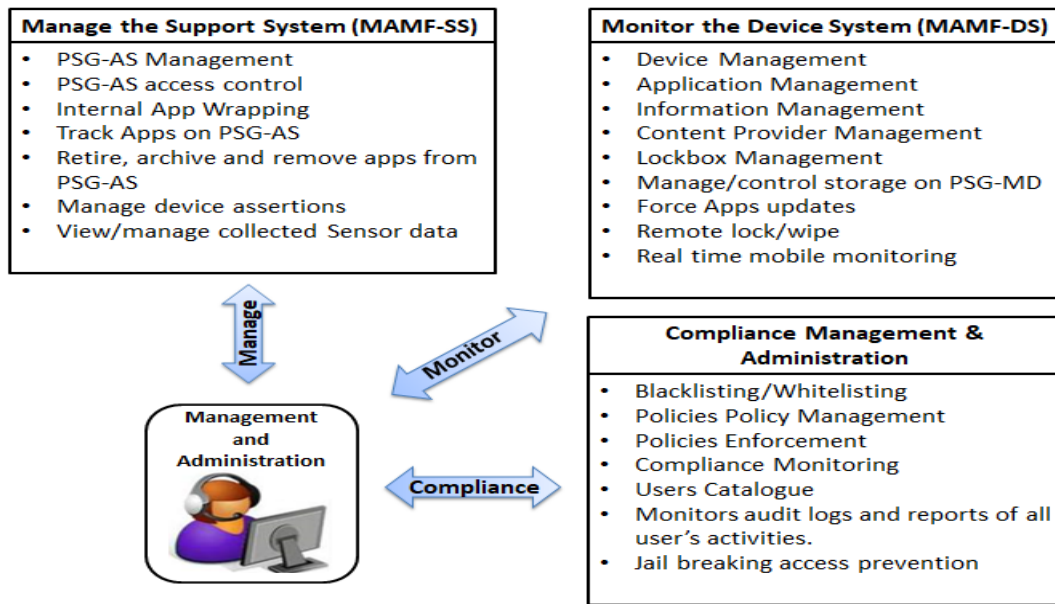 Manage the Support System (MAMF-SS)
• PSG-AS Management
• PSG-AS access control
• Internal App Wrapping
• Track Apps on PSG-AS
• Retire, archive and remove apps from
PSG-AS
• Manage device assertions
• View/manage collected Sensor data
Monitor the Device System (MAMF-DS)
• Device Management
• Application Management
• Information Management
• Content Provider Management
• Lockbox Management
• Manage/control storage on PSG-MD
• Force Apps updates
• Remote lock/wipe
• Real time mobile monitoring
Manage
Monitor
Compliance
Management
and
Administration
Compliance Management &
Administration
• Blacklisting/Whitelisting
• Policies Policy Management
• Policies Enforcement
• Compliance Monitoring
• Users Catalogue
• Monitors audit logs and reports of all
user's activities.
• Jail breaking access prevention